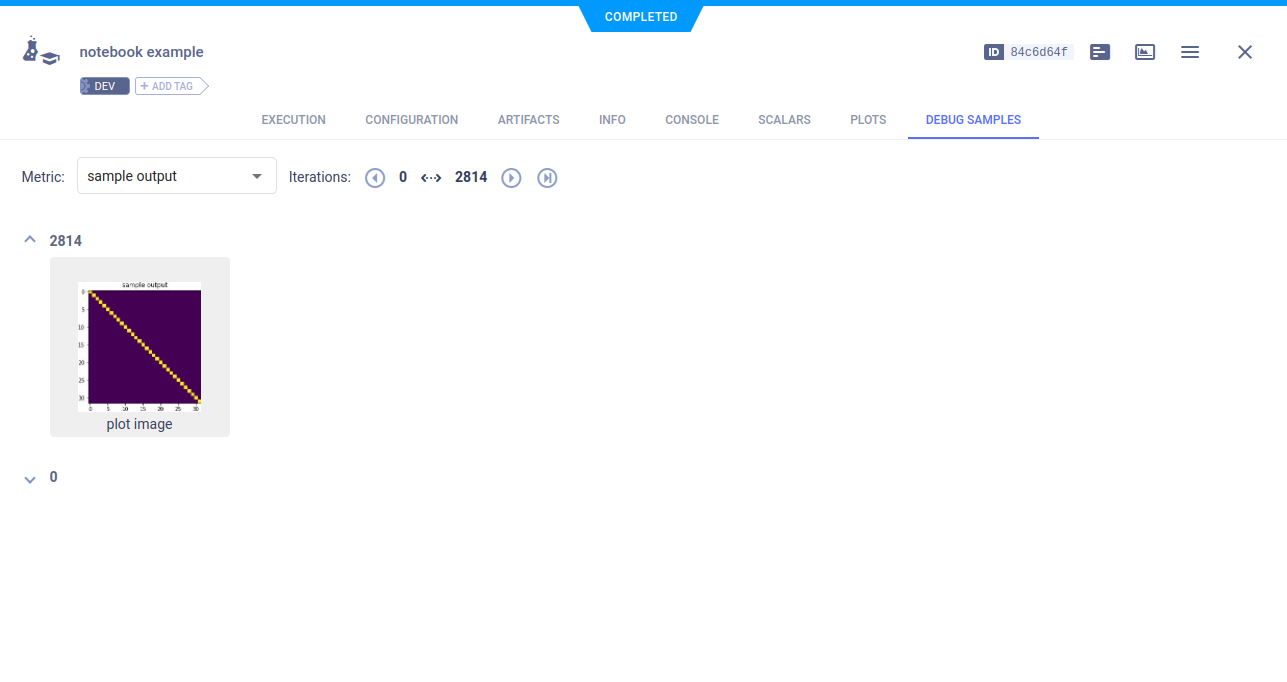 COMPLETED
notebook example
ID 84c6d64f
DEV + ADD TAG
EXECUTION CONFIGURATION ARTIFACTS INFO CONSOLE SCALARS PLOTS DEBUG SAMPLES
Metric: sample output Iterations: 0 2814
2814
sample output
0
5
10
15
20
25
30
0 5 10 15 20 25 30
plot image
0